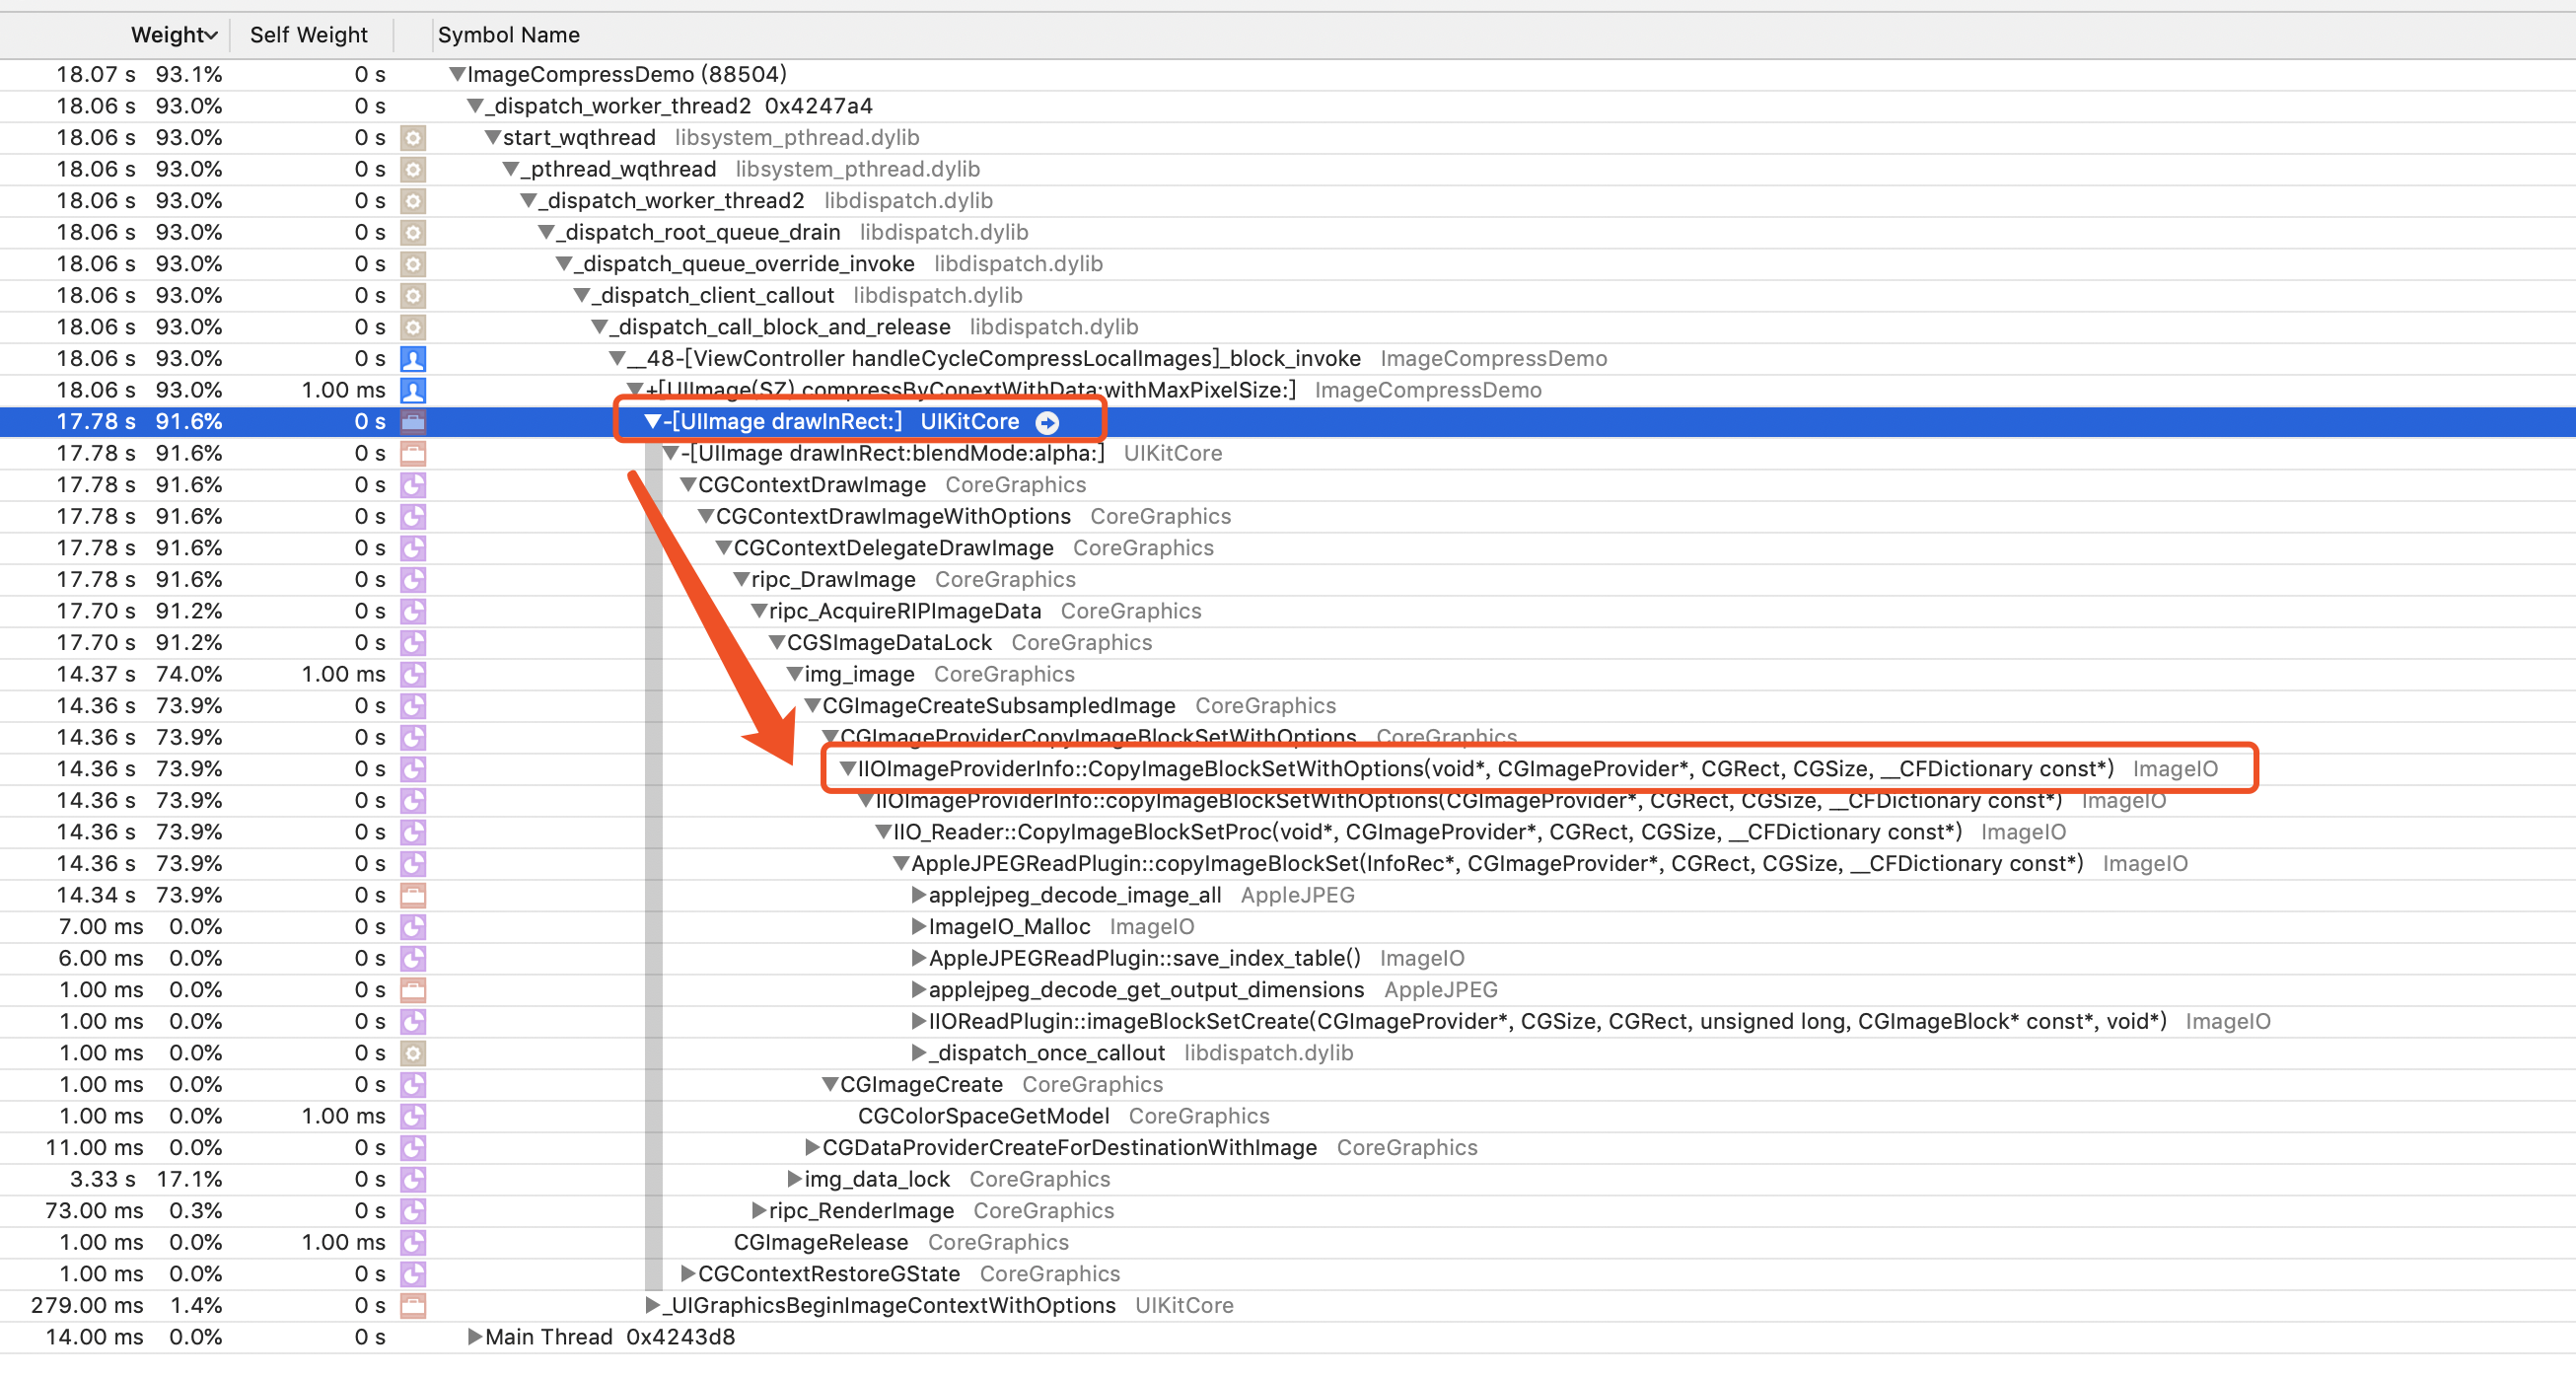 Weight Self Weight Symbol Name
18.07 s 93.1% 0 s ImageCompressDemo (88504)
18.06 s 93.0% 0 s _dispatch_worker_thread2 0x4247a4
18.06 s 93.0% 0 s start_wqthread libsystem_pthread.dylib
18.06 s 93.0% 0 s _pthread_wqthread libsystem_pthread.dylib
18.06 s 93.0% 0 s _dispatch_worker_thread2 libdispatch.dylib
18.06 s 93.0% 0 s _dispatch_root_queue_drain libdispatch.dylib
18.06 s 93.0% 0 s _dispatch_queue_override_invoke libdispatch.dylib
18.06 s 93.0% 0 s _dispatch_client_callout libdispatch.dylib
18.06 s 93.0% 0 s _dispatch_call_block_and_release libdispatch.dylib
18.06 s 93.0% 0 s __48-[ViewController handleCycleCompressLocalImages]_block_invoke ImageCompressDemo
18.06 s 93.0% 1.00 ms +[UIImage(SZ) compressByConextWithData:withMaxPixelSize:] ImageCompressDemo
17.78 s 91.6% 0 s -[UIImage drawInRect:] UIKitCore
17.78 s 91.6% 0 s -[UIImage drawInRect:blendMode:alpha:] UIKitCore
17.78 s 91.6% 0 s CGContextDrawImage CoreGraphics
17.78 s 91.6% 0 s CGContextDrawImageWithOptions CoreGraphics
17.78 s 91.6% 0 s CGContextDelegateDrawImage CoreGraphics
17.78 s 91.6% 0 s ripc_DrawImage CoreGraphics
17.70 s 91.2% 0 s ripc_AcquireRIPImageData CoreGraphics
17.70 s 91.2% 0 s CGSImageDataLock CoreGraphics
14.37 s 74.0% 1.00 ms img_image CoreGraphics
14.36 s 73.9% 0 s CGImageCreateSubsampledImage CoreGraphics
14.36 s 73.9% 0 s CGImageProviderCopyImageBlockSetWithOptions CoreGraphics
14.36 s 73.9% 0 s IIOImageProviderInfo::CopyImageBlockSetWithOptions(void*, CGImageProvider*, CGRect, CGSize, __CFDictionary const*) ImageIO
14.36 s 73.9% 0 s IIOImageProviderInfo::copyImageBlockSetWithOptions(CGImageProvider*, CGRect, CGSize, __CFDictionary const*) ImageIO
14.36 s 73.9% 0 s IIO_Reader::CopyImageBlockSetProc(void*, CGImageProvider*, CGRect, CGSize, __CFDictionary const*) ImageIO
14.36 s 73.9% 0 s AppleJPEGReadPlugin::copyImageBlockSet(InfoRec*, CGImageProvider*, CGRect, CGSize, __CFDictionary const*) ImageIO
14.34 s 73.9% 0 s applejpeg_decode_image_all AppleJPEG
7.00 ms 0.0% 0 s ImageIO_Malloc ImageIO
6.00 ms 0.0% 0 s AppleJPEGReadPlugin::save_index_table() ImageIO
1.00 ms 0.0% 0 s applejpeg_decode_get_output_dimensions AppleJPEG
1.00 ms 0.0% 0 s IIOReadPlugin::imageBlockSetCreate(CGImageProvider*, CGSize, CGRect, unsigned long, CGImageBlock* const*, void*) ImageIO
1.00 ms 0.0% 0 s _dispatch_once_callout libdispatch.dylib
1.00 ms 0.0% 0 s CGImageCreate CoreGraphics
1.00 ms 0.0% 1.00 ms CGColorSpaceGetModel CoreGraphics
11.00 ms 0.0% 0 s CGDataProviderCreateForDestinationWithImage CoreGraphics
3.33 s 17.1% 0 s img_data_lock CoreGraphics
73.00 ms 0.3% 0 s ripc_RenderImage CoreGraphics
1.00 ms 0.0% 1.00 ms CGImageRelease CoreGraphics
1.00 ms 0.0% 0 s CGContextRestoreGState CoreGraphics
279.00 ms 1.4% 0 s _UIGraphicsBeginImageContextWithOptions UIKitCore
14.00 ms 0.0% 0 s Main Thread 0x4243d8